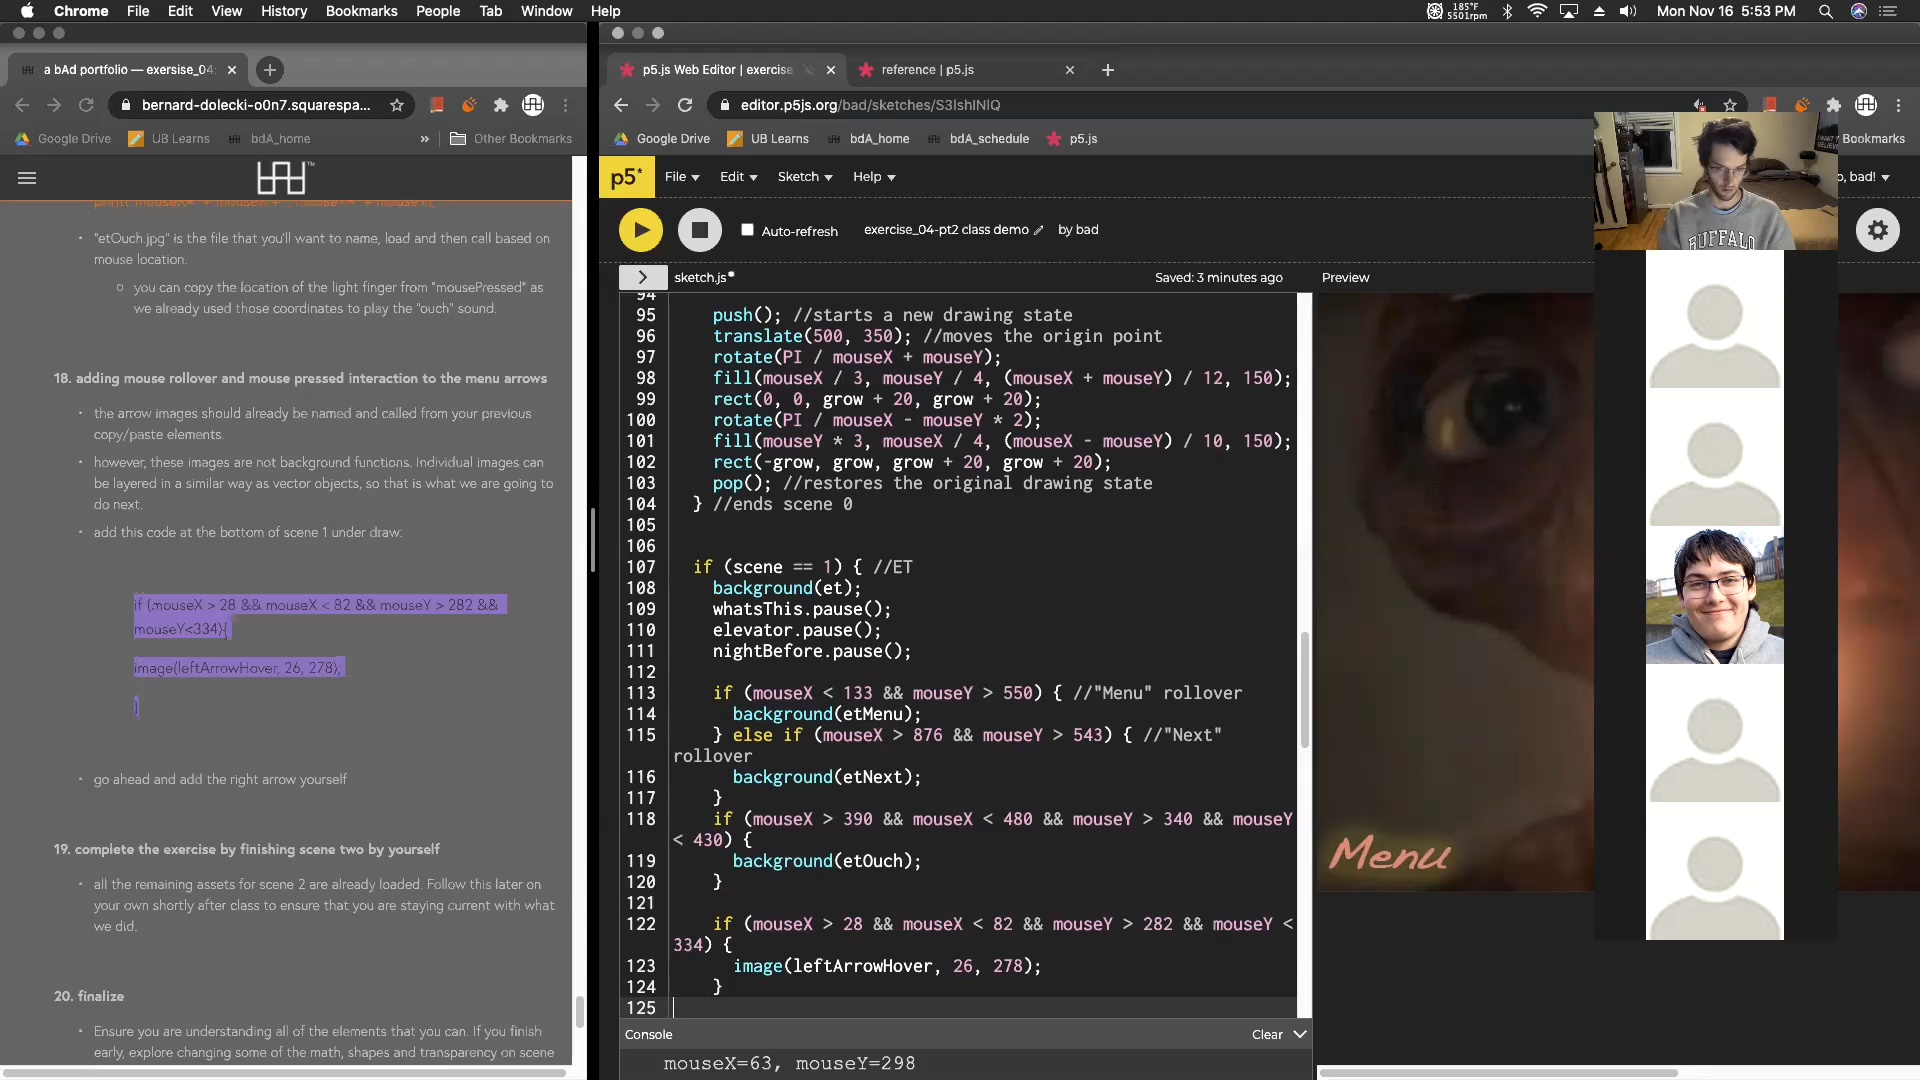 Chrome File Edit View History Bookmarks People Tab Window Help
185°F
5501rpm
Mon Nov 16 5:53 PM
a bAd portfolio — exersise_04:
bernard-dolecki-o0n7.squarespa...
Google Drive UB Learns bdA_home » Other Bookmarks
print("mouseX=" + mouseX + ", mouseY=" + mouseY);
• "etOuch.jpg" is the file that you'll want to name, load and then call based on
mouse location.
you can copy the location of the light finger from "mousePressed" as
we already used those coordinates to play the "ouch" sound.
18. adding mouse rollover and mouse pressed interaction to the menu arrows
• the arrow images should already be named and called from your previous
copy/paste elements.
• however, these images are not background functions. Individual images can
be layered in a similar way as vector objects, so that is what we are going to
do next.
• add this code at the bottom of scene 1 under draw:
if (mouseX > 28 && mouseX < 82 && mouseY > 282 &&
mouseY<334){
image(leftArrowHover, 26, 278);
}
• go ahead and add the right arrow yourself
19. complete the exercise by finishing scene two by yourself
• all the remaining assets for scene 2 are already loaded. Follow this later on
your own shortly after class to ensure that you are staying current with what
we did.
20. finalize
• Ensure you are understanding all of the elements that you can. If you finish
early, explore changing some of the math, shapes and transparency on scene
p5.js Web Editor | exercise
reference | p5.js
editor.p5js.org/bad/sketches/S3IshINIQ
Google Drive UB Learns bdA_home bdA_schedule p5.js Bookmarks
p5* File Edit Sketch Help o, bad!
Auto-refresh exercise_04-pt2 class demo by bad
> sketch.js• Saved: 3 minutes ago Preview
94
95 push(); //starts a new drawing state
96 translate(500, 350); //moves the origin point
97 rotate(PI / mouseX + mouseY);
98 fill(mouseX / 3, mouseY / 4, (mouseX + mouseY) / 12, 150);
99 rect(0, 0, grow + 20, grow + 20);
100 rotate(PI / mouseX - mouseY * 2);
101 fill(mouseY * 3, mouseX / 4, (mouseX - mouseY) / 10, 150);
102 rect(-grow, grow, grow + 20, grow + 20);
103 pop(); //restores the original drawing state
104 } //ends scene 0
105
106
107 if (scene == 1) { //ET
108 background(et);
109 whatsThis.pause();
110 elevator.pause();
111 nightBefore.pause();
112
113 if (mouseX < 133 && mouseY > 550) { //"Menu" rollover
114 background(etMenu);
115 } else if (mouseX > 876 && mouseY > 543) { //"Next"
rollover
116 background(etNext);
117 }
118 if (mouseX > 390 && mouseX < 480 && mouseY > 340 && mouseY
< 430) {
119 background(etOuch);
120 }
121
122 if (mouseX > 28 && mouseX < 82 && mouseY > 282 && mouseY <
334) {
123 image(leftArrowHover, 26, 278);
124 }
125
Console Clear
mouseX=63, mouseY=298
Menu
BUFFALO